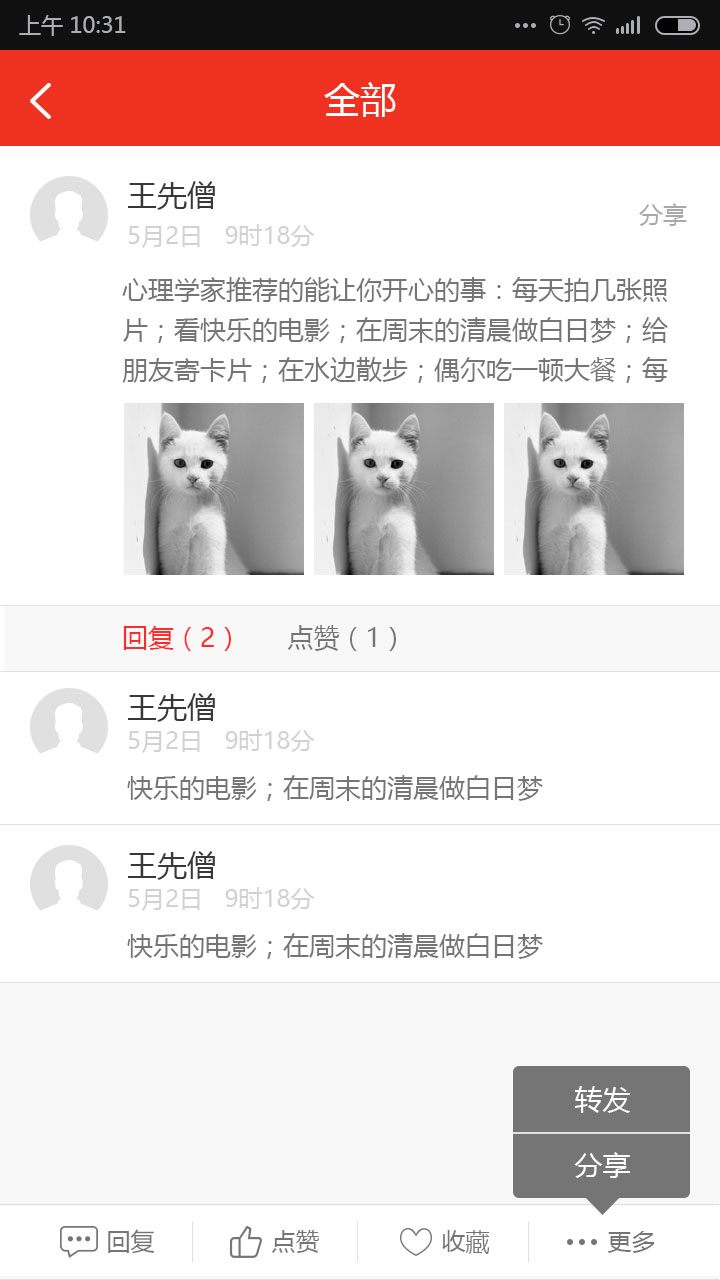 上午 10:31
全部
王先僧
5月2日 9时18分
分享
心理学家推荐的能让你开心的事：每天拍几张照
片；看快乐的电影；在周末的清晨做白日梦；给
朋友寄卡片；在水边散步；偶尔吃一顿大餐；每
回复（2） 点赞（1）
王先僧
5月2日 9时18分
快乐的电影；在周末的清晨做白日梦
王先僧
5月2日 9时18分
快乐的电影；在周末的清晨做白日梦
转发
分享
回复 点赞 收藏 更多